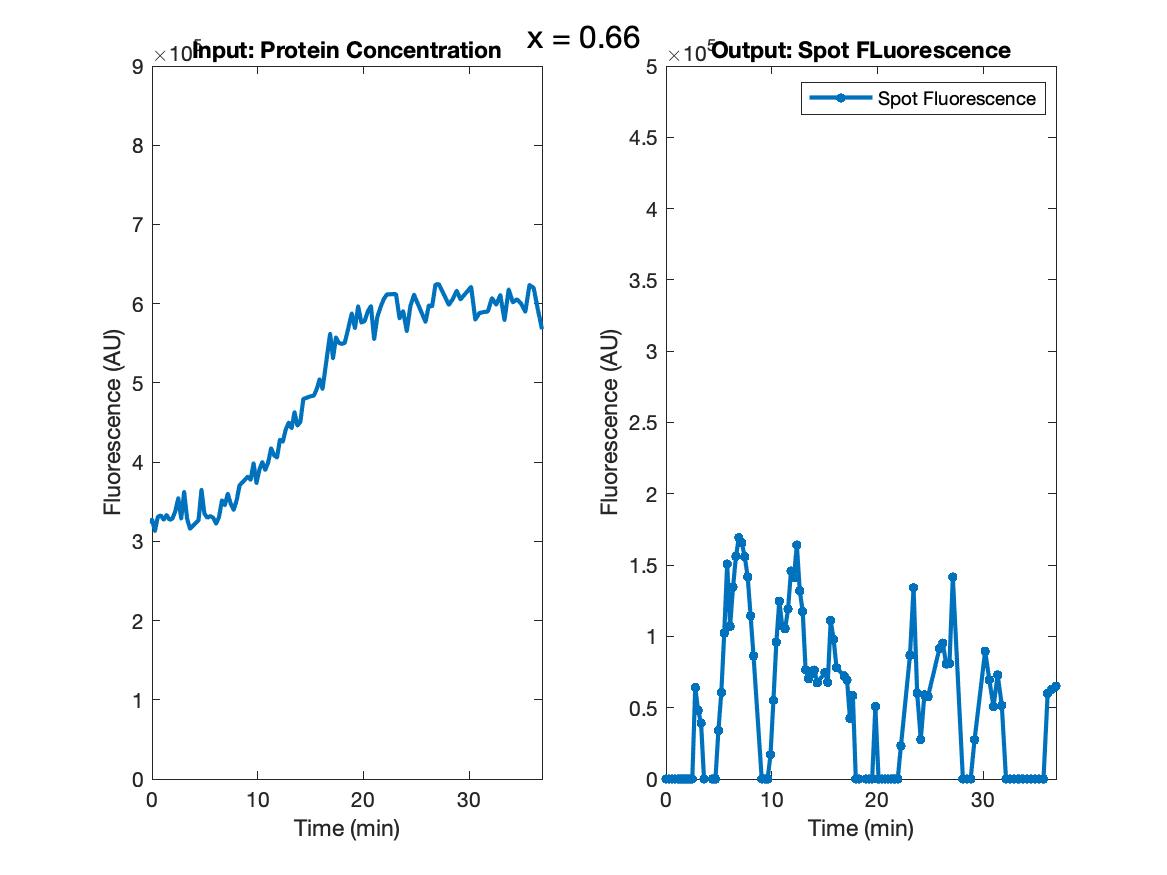 x = 0.66
×10⁵
Input: Protein Concentration
9
8
7
6
5
4
3
2
1
0
Fluorescence (AU)
0 10 20 30
Time (min)
×10⁵
Output: Spot FLuorescence
Spot Fluorescence
5
4.5
4
3.5
3
2.5
2
1.5
1
0.5
0
Fluorescence (AU)
0 10 20 30
Time (min)